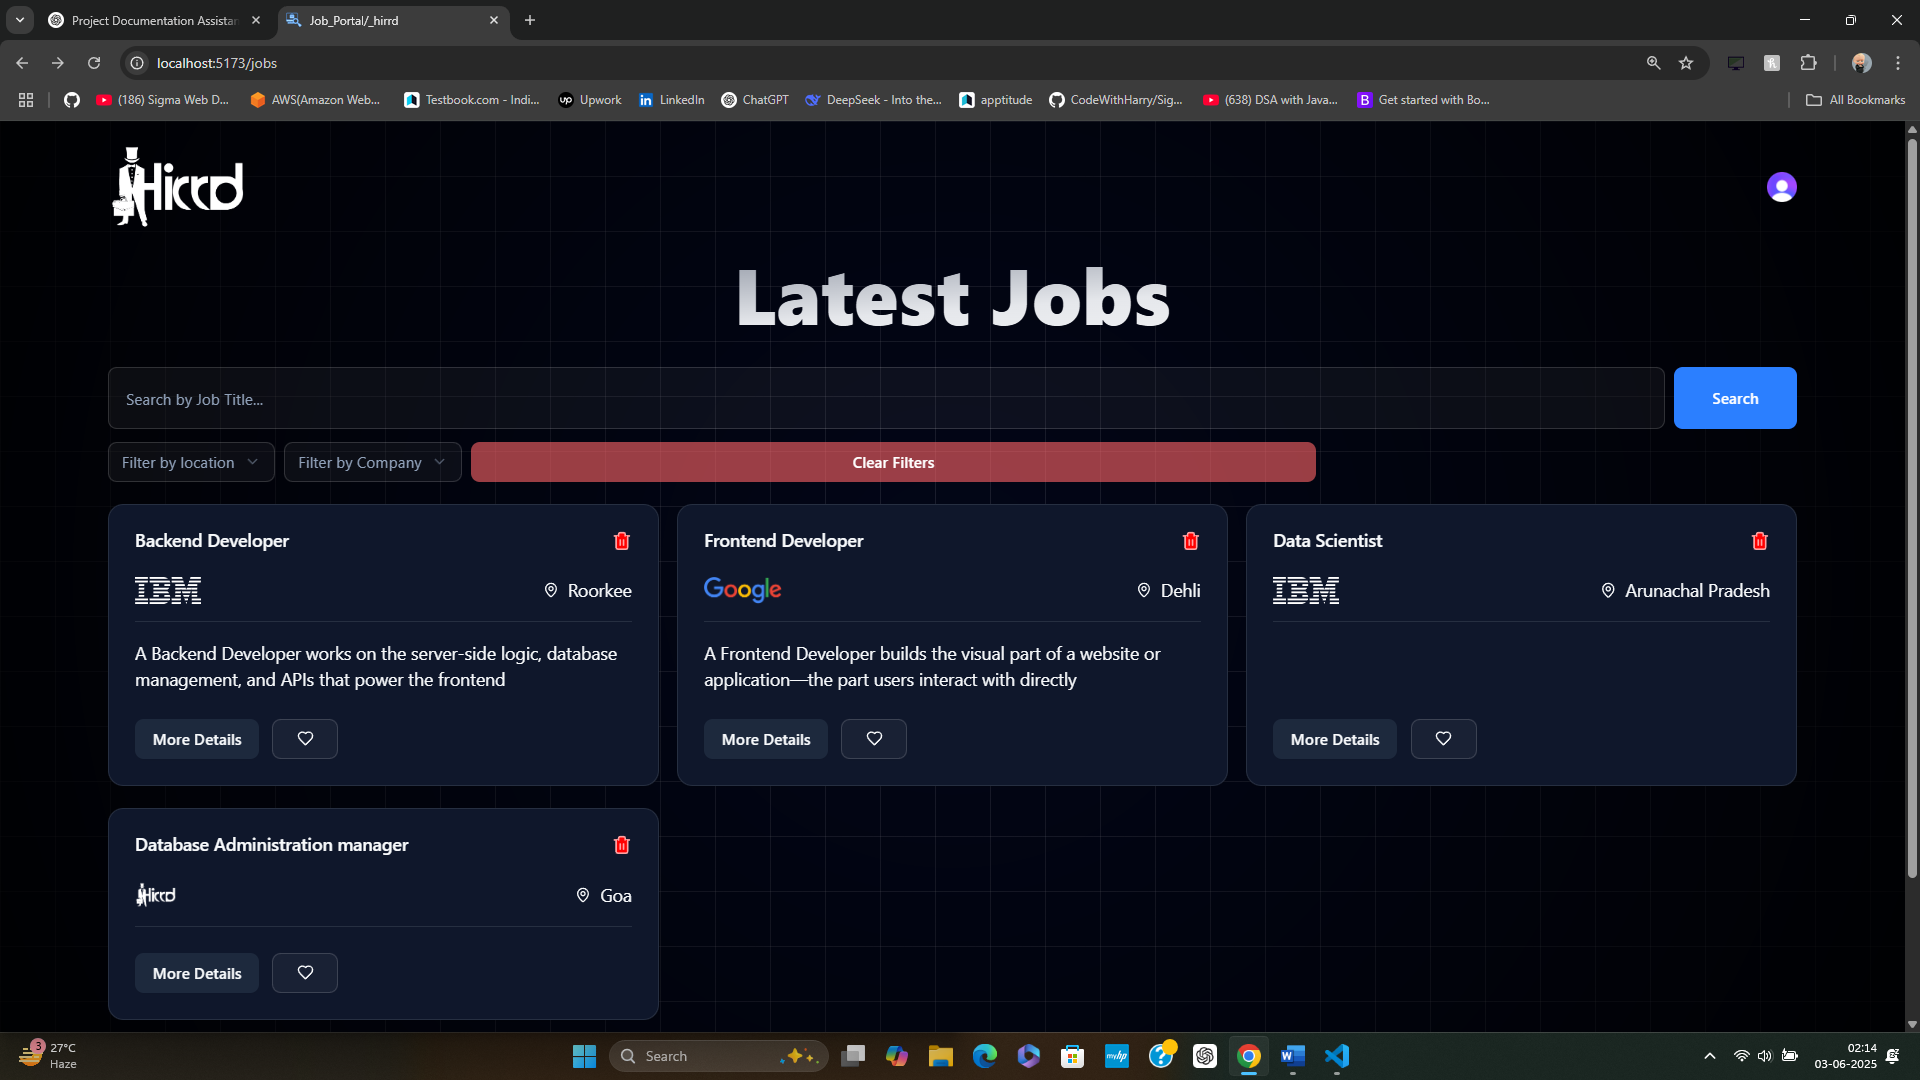 Project Documentation Assistan
Job_Portal/_hirrd
localhost:5173/jobs
(186) Sigma Web D...
AWS(Amazon Web...
Testbook.com - Indi...
up
Upwork
in
LinkedIn
ChatGPT
DeepSeek - Into the...
apptitude
CodeWithHarry/Sig...
(638) DSA with Java...
B
Get started with Bo...
All Bookmarks
Hirrd
Latest Jobs
Search by Job Title...
Search
Filter by location
Filter by Company
Clear Filters
Backend Developer
IBM
Roorkee
A Backend Developer works on the server-side logic, database
management, and APIs that power the frontend
More Details
Frontend Developer
Google
Dehli
A Frontend Developer builds the visual part of a website or
application—the part users interact with directly
More Details
Data Scientist
IBM
Arunachal Pradesh
More Details
Database Administration manager
Hirrd
Goa
More Details
3
27°C
Haze
Search
myhp
?
W
02:14
03-06-2025